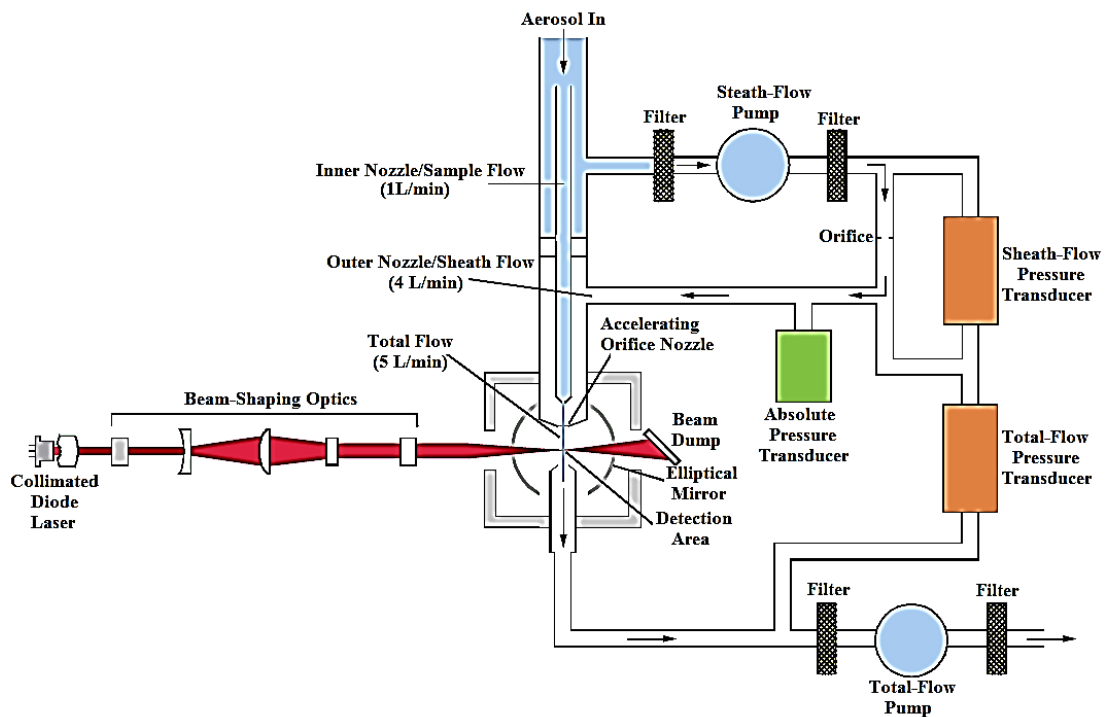 Aerosol In
Steath-Flow
Pump
Filter
Filter
Inner Nozzle/Sample Flow
(1L/min)
Orifice
Sheath-Flow
Pressure
Transducer
Outer Nozzle/Sheath Flow
(4 L/min)
Accelerating
Orifice Nozzle
Total Flow
(5 L/min)
Absolute
Pressure
Transducer
Beam-Shaping Optics
Beam
Dump
Total-Flow
Pressure
Transducer
Collimated
Diode
Laser
Elliptical
Mirror
Detection
Area
Filter
Filter
Total-Flow
Pump